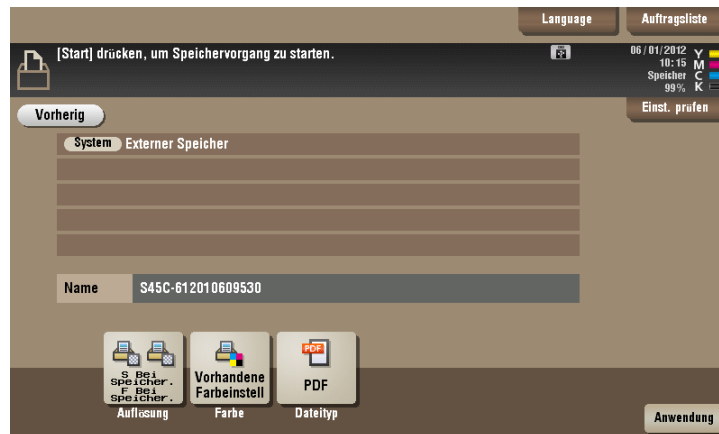 Language
Auftragsliste
[Start] drücken, um Speichervorgang zu starten.
06/01/2012
10:15
Speicher
99%
Y
M
C
K
Vorherig
Einst. prüfen
System Externer Speicher
Name S45C-612010609530
S Bei
Speicher.
F Bei
Speicher.
Vorhandene
Farbeinstell
PDF
PDF
Auflösung
Farbe
Dateityp
Anwendung